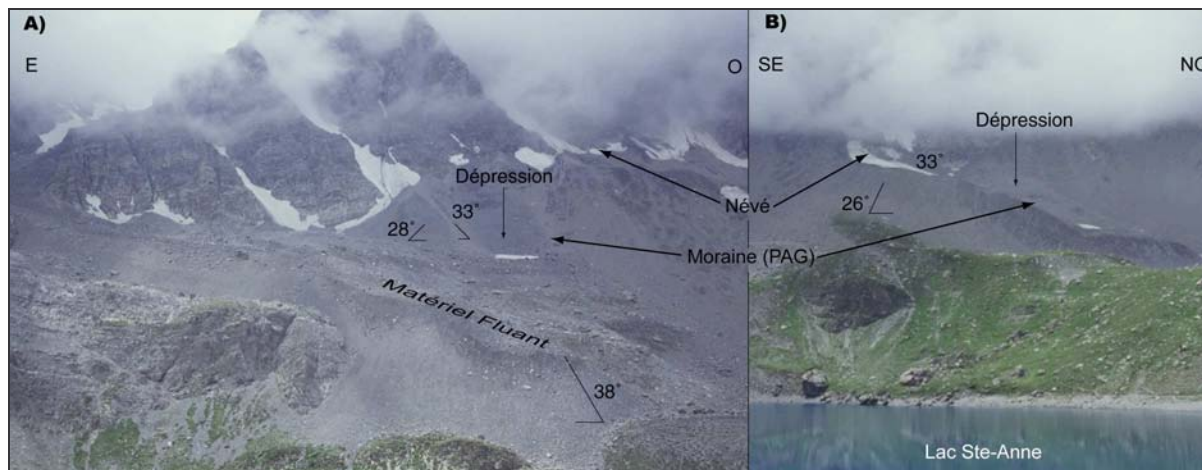 A)
E
O
Dépression
28°
33°
Névé
Moraine (PAG)
Matériel Fluant
38°
B)
SE
NO
Dépression
33°
26°
Lac Ste-Anne